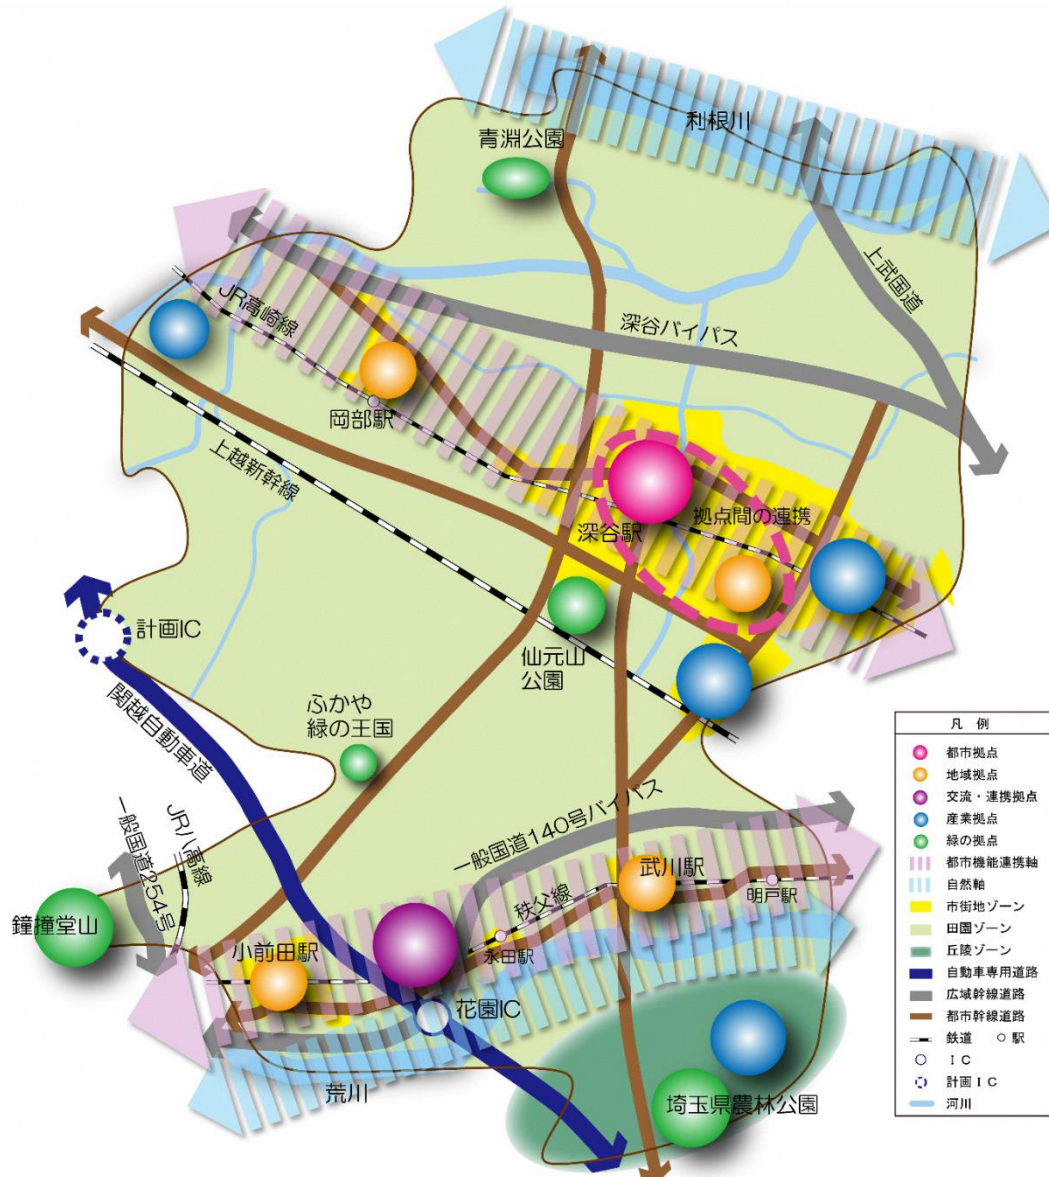 利根川
青淵公園
上武国道
JR高崎線
深谷バイパス
岡部駅
上越新幹線
深谷駅
拠点間の連携
計画IC
仙元山
公園
関越自動車道
ふかや
緑の王国
一般国道254号
JR八高線
一般国道140号バイパス
鐘撞堂山
武川駅
明戸駅
秩父線
永田駅
小前田駅
花園IC
荒川
埼玉県農林公園
凡 例
都市拠点
地域拠点
交流・連携拠点
産業拠点
緑の拠点
都市機能連携軸
自然軸
市街地ゾーン
田園ゾーン
丘陵ゾーン
自動車専用道路
広域幹線道路
都市幹線道路
鉄道 ○駅
IC
計画IC
河川